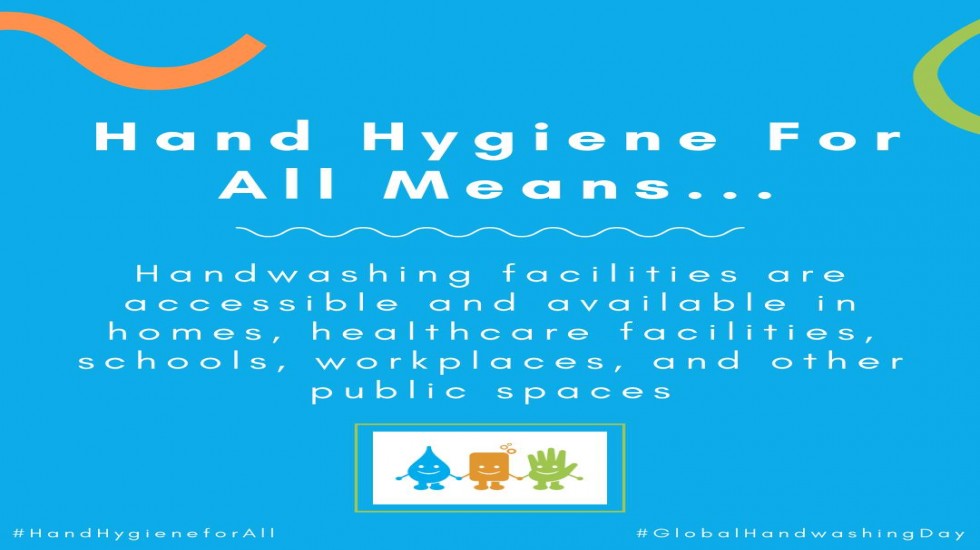 Hand Hygiene For
All Means...
Handwashing facilities are
accessible and available in
homes, healthcare facilities,
schools, workplaces, and other
public spaces
#HandHygieneforAll
#GlobalHandwashingDay